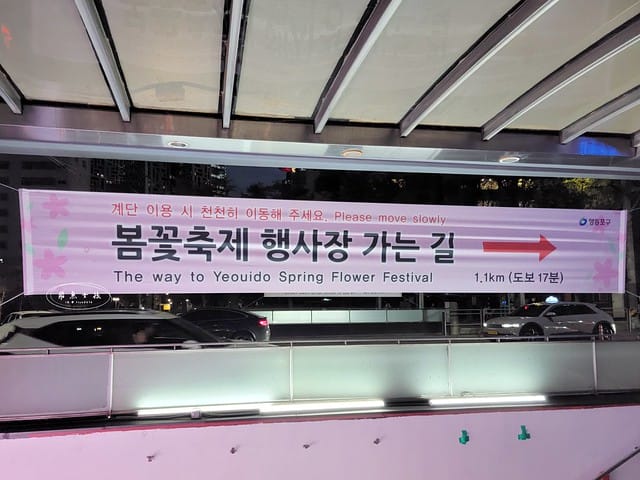 계단 이용 시 천천히 이동해 주세요. Please move slowly
영등포구
봄꽃축제 행사장 가는 길
The way to Yeouido Spring Flower Festival 1.1km (도보 17분)